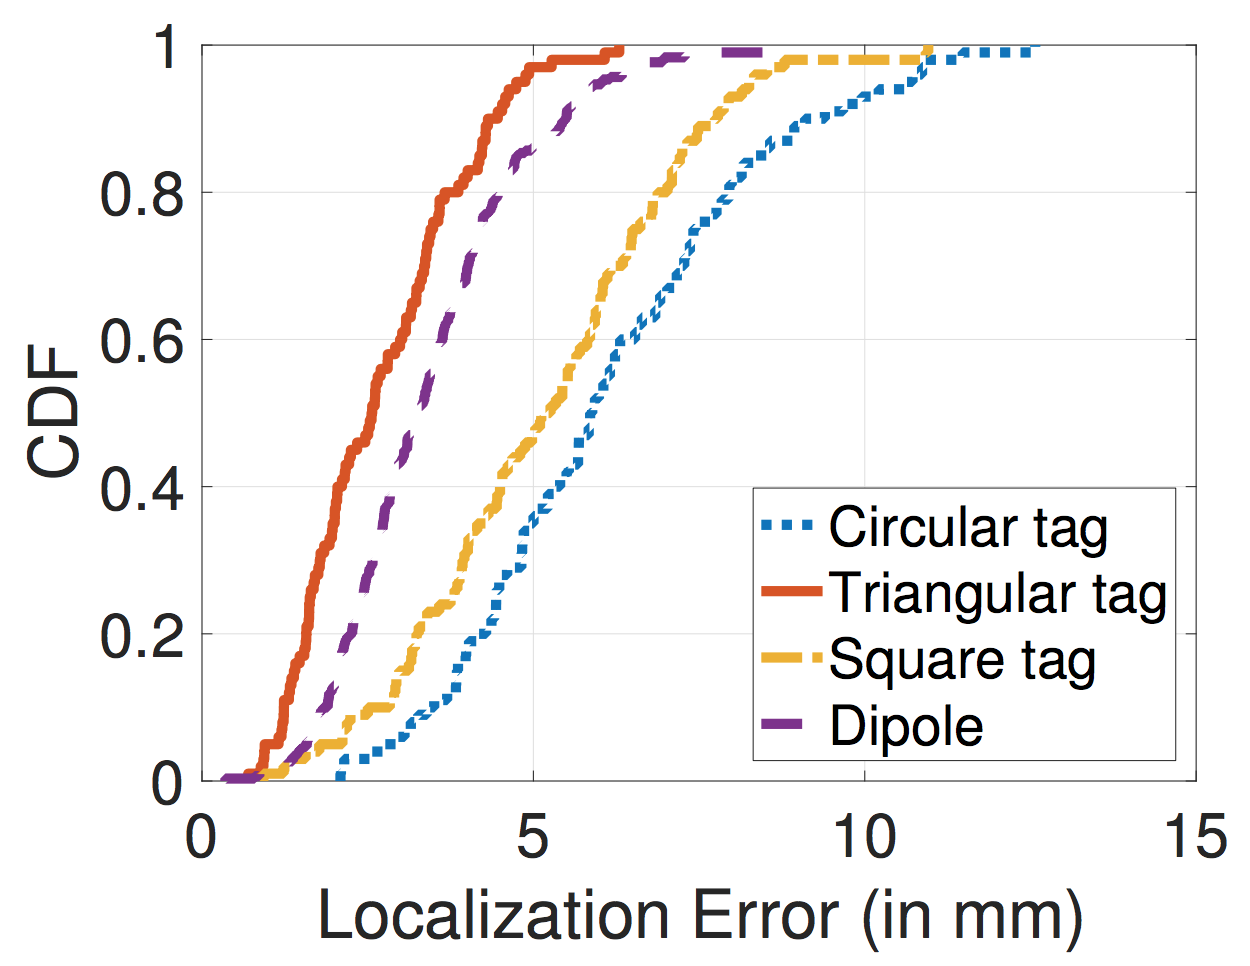 1
0.8
0.6
0.4
0.2
0
0
5
10
15
CDF
Localization Error (in mm)
Circular tag
Triangular tag
Square tag
Dipole